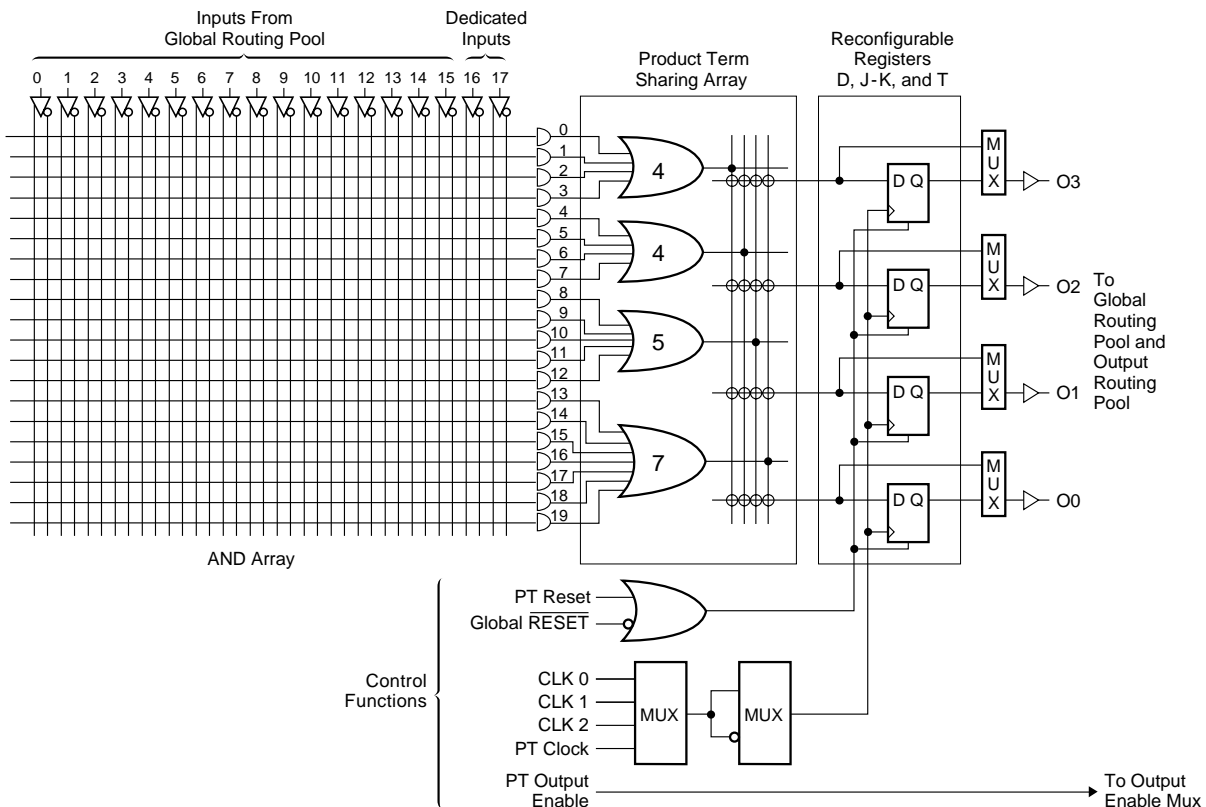 Inputs From
Global Routing Pool
Dedicated
Inputs
0 1 2 3 4 5 6 7 8 9 10 11 12 13 14 15 16 17
Product Term
Sharing Array
Reconfigurable
Registers
D, J-K, and T
0
1
2
3
4
5
6
7
8
9
10
11
12
13
14
15
16
17
18
19
4
4
5
7
D Q
MUX
O3
D Q
MUX
O2
D Q
MUX
O1
D Q
MUX
O0
To
Global
Routing
Pool and
Output
Routing
Pool
AND Array
Control
Functions
PT Reset
Global RESET
CLK 0
CLK 1
CLK 2
PT Clock
MUX
MUX
PT Output
Enable
To Output
Enable Mux